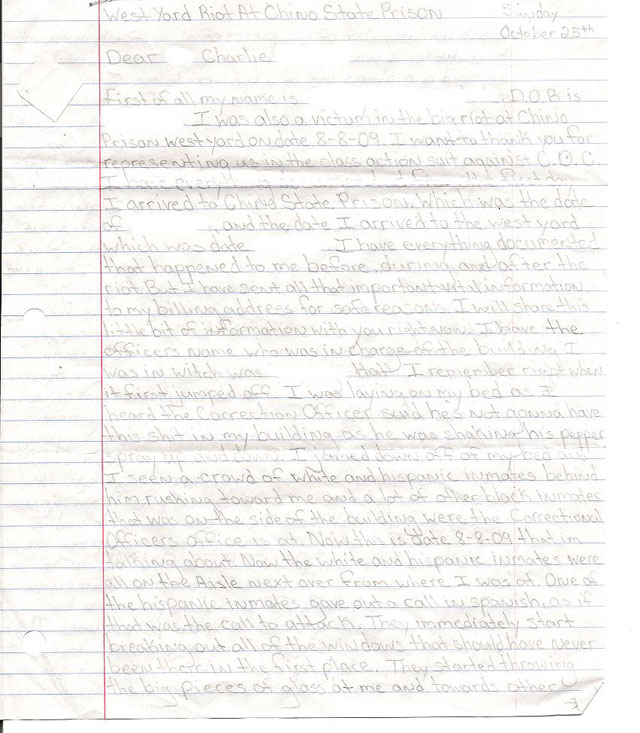 West Yard Riot At Chino State Prison Sunday
October 25th
Dear Charlie
First of all my name is . D.O.B is
I was also a victum in the big riot at Chino
Prison west yard on date 8-8-09. I want to thank you for
representing us in the class action suit againist C.D.C.
I have every
I arrived to Chino State Prison. Which was the date
of , and the date I arrived to the west yard
which was date . I have everything documented
that happened to me before, during, and after the
riot. But I have sent all that important vital information
to my billing address for safe reasons. I will share this
little bit of information with you right now. I have the
officers name who was in charge of the building I
was in witch was Hall. I remember right when
it first jumped off. I was laying on my bed as I
heard the Correction Officer said he's not gonna have
this shit in my building as he was shaking his pepper
spray up and down. I jumped down off of my bed and
I seen a crowd of white and hispanic inmates behind
him rushing toward me and a lot of other black inmates
that was on the side of the building were the Correctional
Officers office is at. Now this is date 8-8-09 that im
talking about. Now the white and hispanic inmates were
all on the Aisle next over from where I was at. One of
the hispanic inmates gave out a call in spanish, as if
that was the call to attack. They immediately start
breaking out all of the windows that should have never
been there in the first place. They started throwing
the big pieces of glass at me and towards other